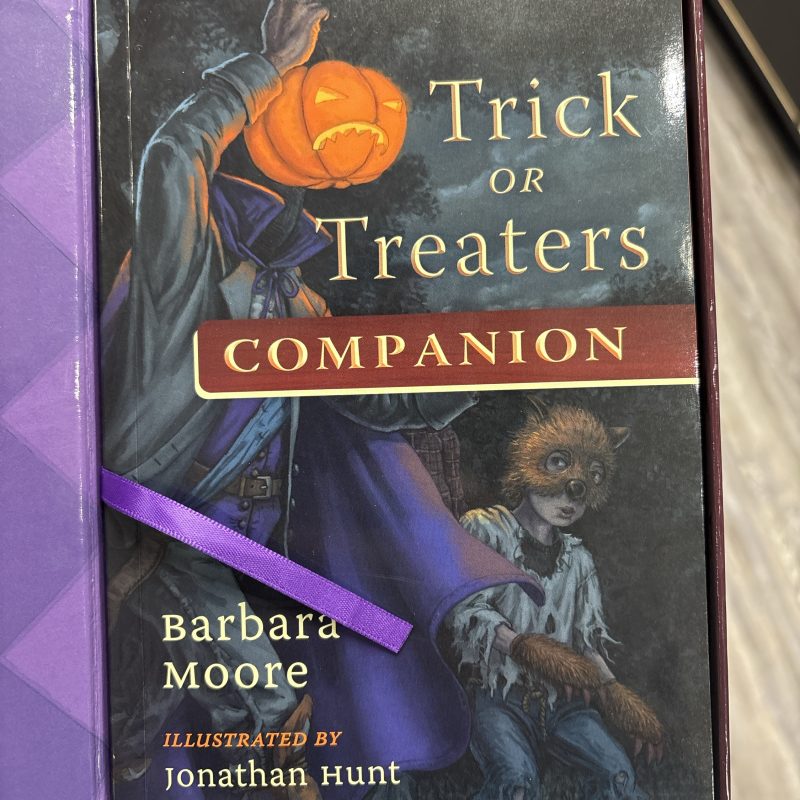 Trick
OR
Treaters
COMPANION
Barbara
Moore
ILLUSTRATED BY
Jonathan Hunt